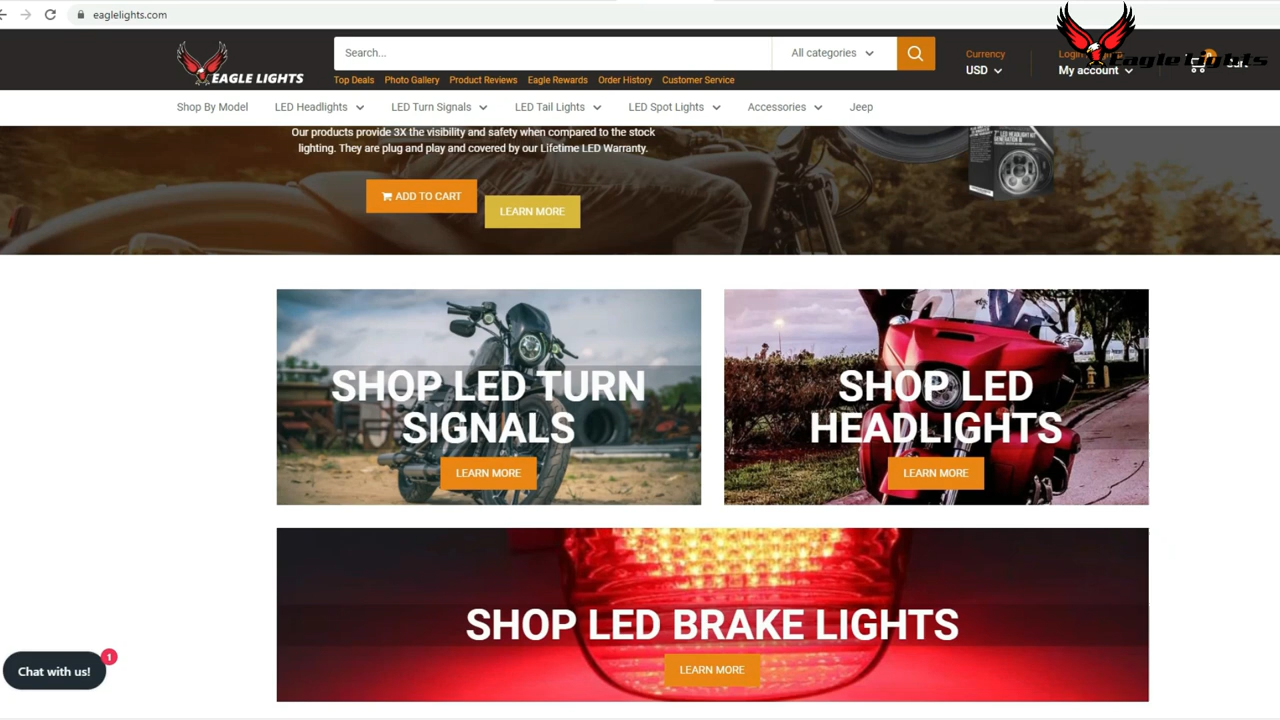 eaglelights.com
EAGLE LIGHTS
Search...
All categories
Currency
USD
My account
Eagle Lights
Top Deals Photo Gallery Product Reviews Eagle Rewards Order History Customer Service
Shop By Model LED Headlights LED Turn Signals LED Tail Lights LED Spot Lights Accessories Jeep
Our products provide 3X the visibility and safety when compared to the stock
lighting. They are plug and play and covered by our Lifetime LED Warranty.
ADD TO CART
LEARN MORE
SHOP LED TURN
SIGNALS
LEARN MORE
SHOP LED
HEADLIGHTS
LEARN MORE
SHOP LED BRAKE LIGHTS
LEARN MORE
Chat with us!
1